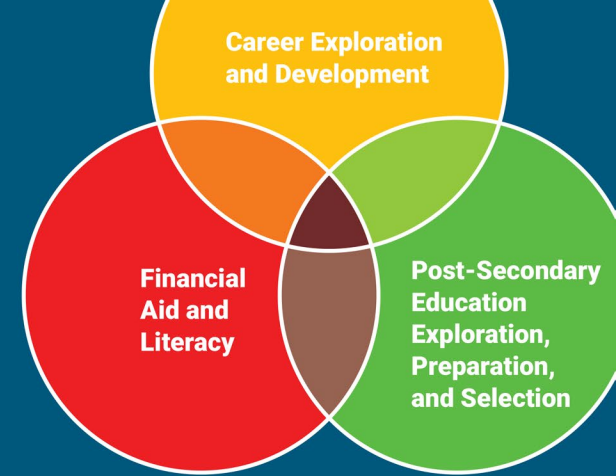 Career Exploration
and Development
Financial
Aid and
Literacy
Post-Secondary
Education
Exploration,
Preparation,
and Selection